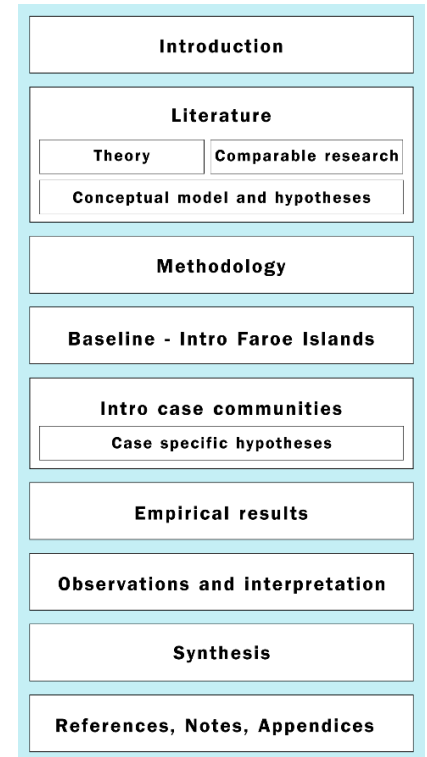 Introduction
Literature
Theory
Comparable research
Conceptual model and hypotheses
Methodology
Baseline - Intro Faroe Islands
Intro case communities
Case specific hypotheses
Empirical results
Observations and interpretation
Synthesis
References, Notes, Appendices